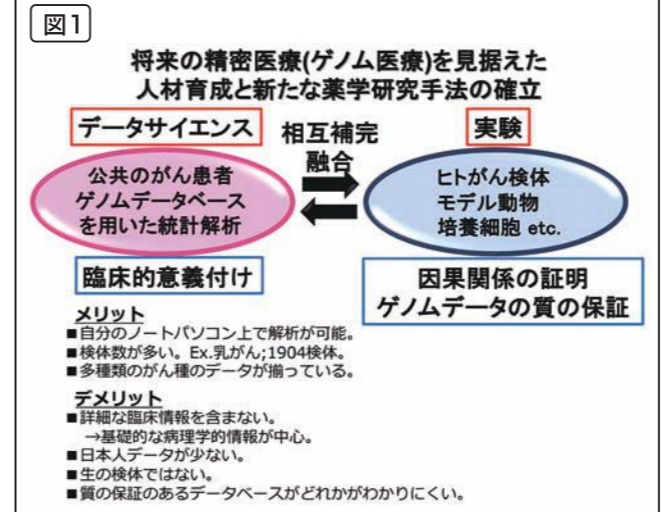 図1
将来の精密医療(ゲノム医療)を見据えた
人材育成と新たな薬学研究手法の確立
データサイエンス
相互補完
融合
実験
公共のがん患者
ゲノムデータベース
を用いた統計解析
ヒトがん検体
モデル動物
培養細胞 etc.
臨床的意義付け
因果関係の証明
ゲノムデータの質の保証
メリット
■自分のノートパソコン上で解析が可能。
■検体数が多い。Ex.乳がん;1904検体。
■多種類のがん種のデータが揃っている。
デメリット
■詳細な臨床情報を含まない。
→基礎的な病理学的情報が中心。
■日本人データが少ない。
■生の検体ではない。
■質の保証のあるデータベースがどれかがわかりにくい。